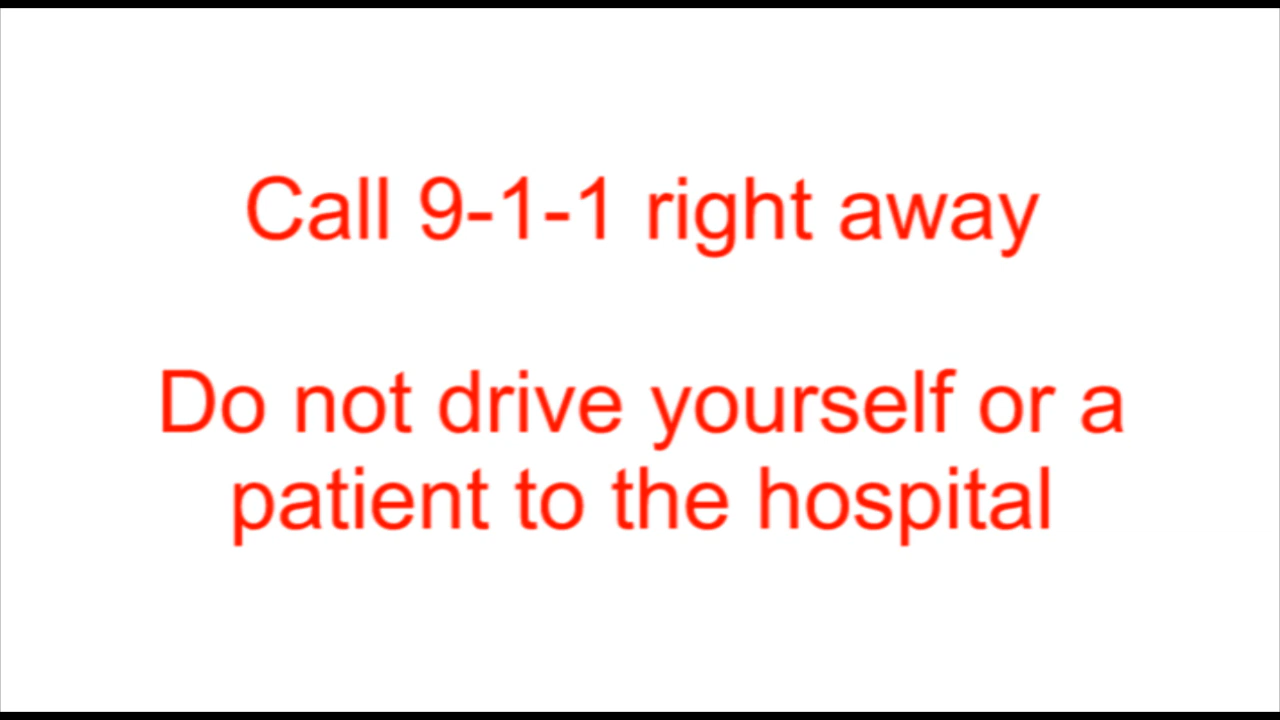 Call 9-1-1 right away
Do not drive yourself or a
patient to the hospital